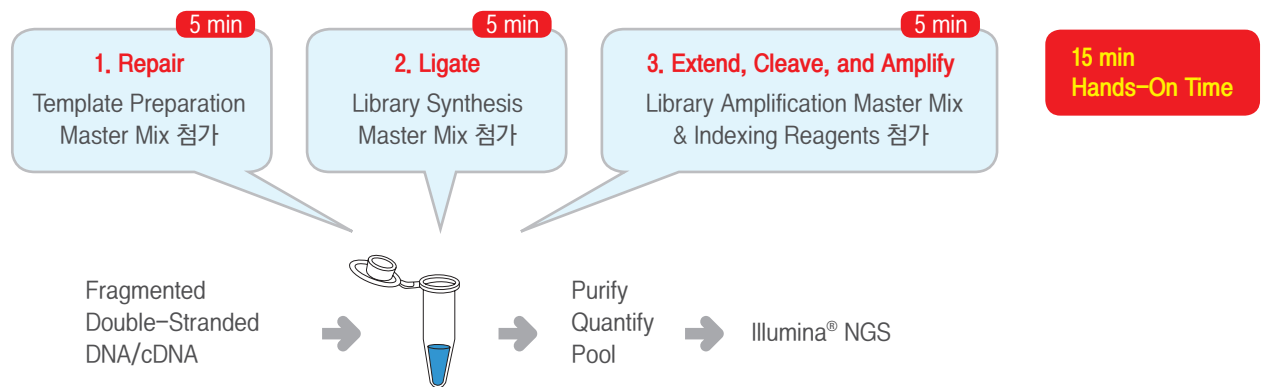 5 min
1. Repair
Template Preparation
Master Mix 첨가
5 min
2. Ligate
Library Synthesis
Master Mix 첨가
5 min
3. Extend, Cleave, and Amplify
Library Amplification Master Mix
& Indexing Reagents 첨가
15 min
Hands-On Time
Fragmented
Double-Stranded
DNA/cDNA
Purify
Quantify
Pool
Illumina® NGS